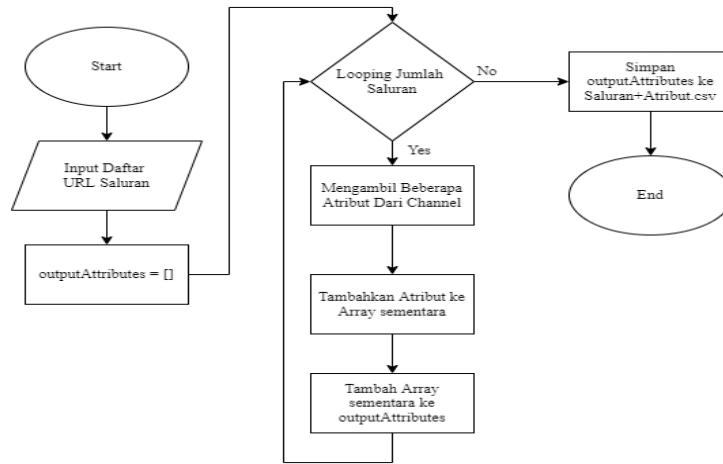 Start
Input Daftar
URL Saluran
outputAttributes = []
Looping Jumlah
Saluran
Yes
Mengambil Beberapa
Atribut Dari Channel
Tambahkan Atribut ke
Array sementara
Tambah Array
sementara ke
outputAttributes
No
Simpan
outputAttributes ke
Saluran+Atribut.csv
End